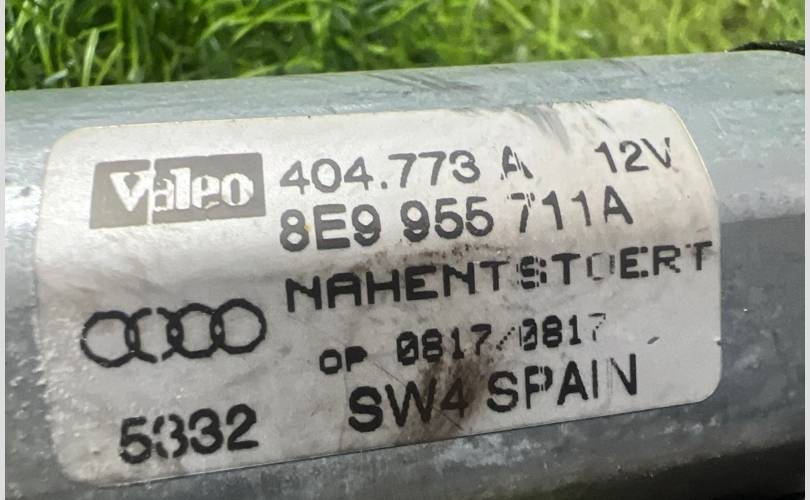 Valeo 404.773 A 12V
8E9 955 711A
NAHENTSTOERT
OP 0817/0817
5332 SW4 SPAIN